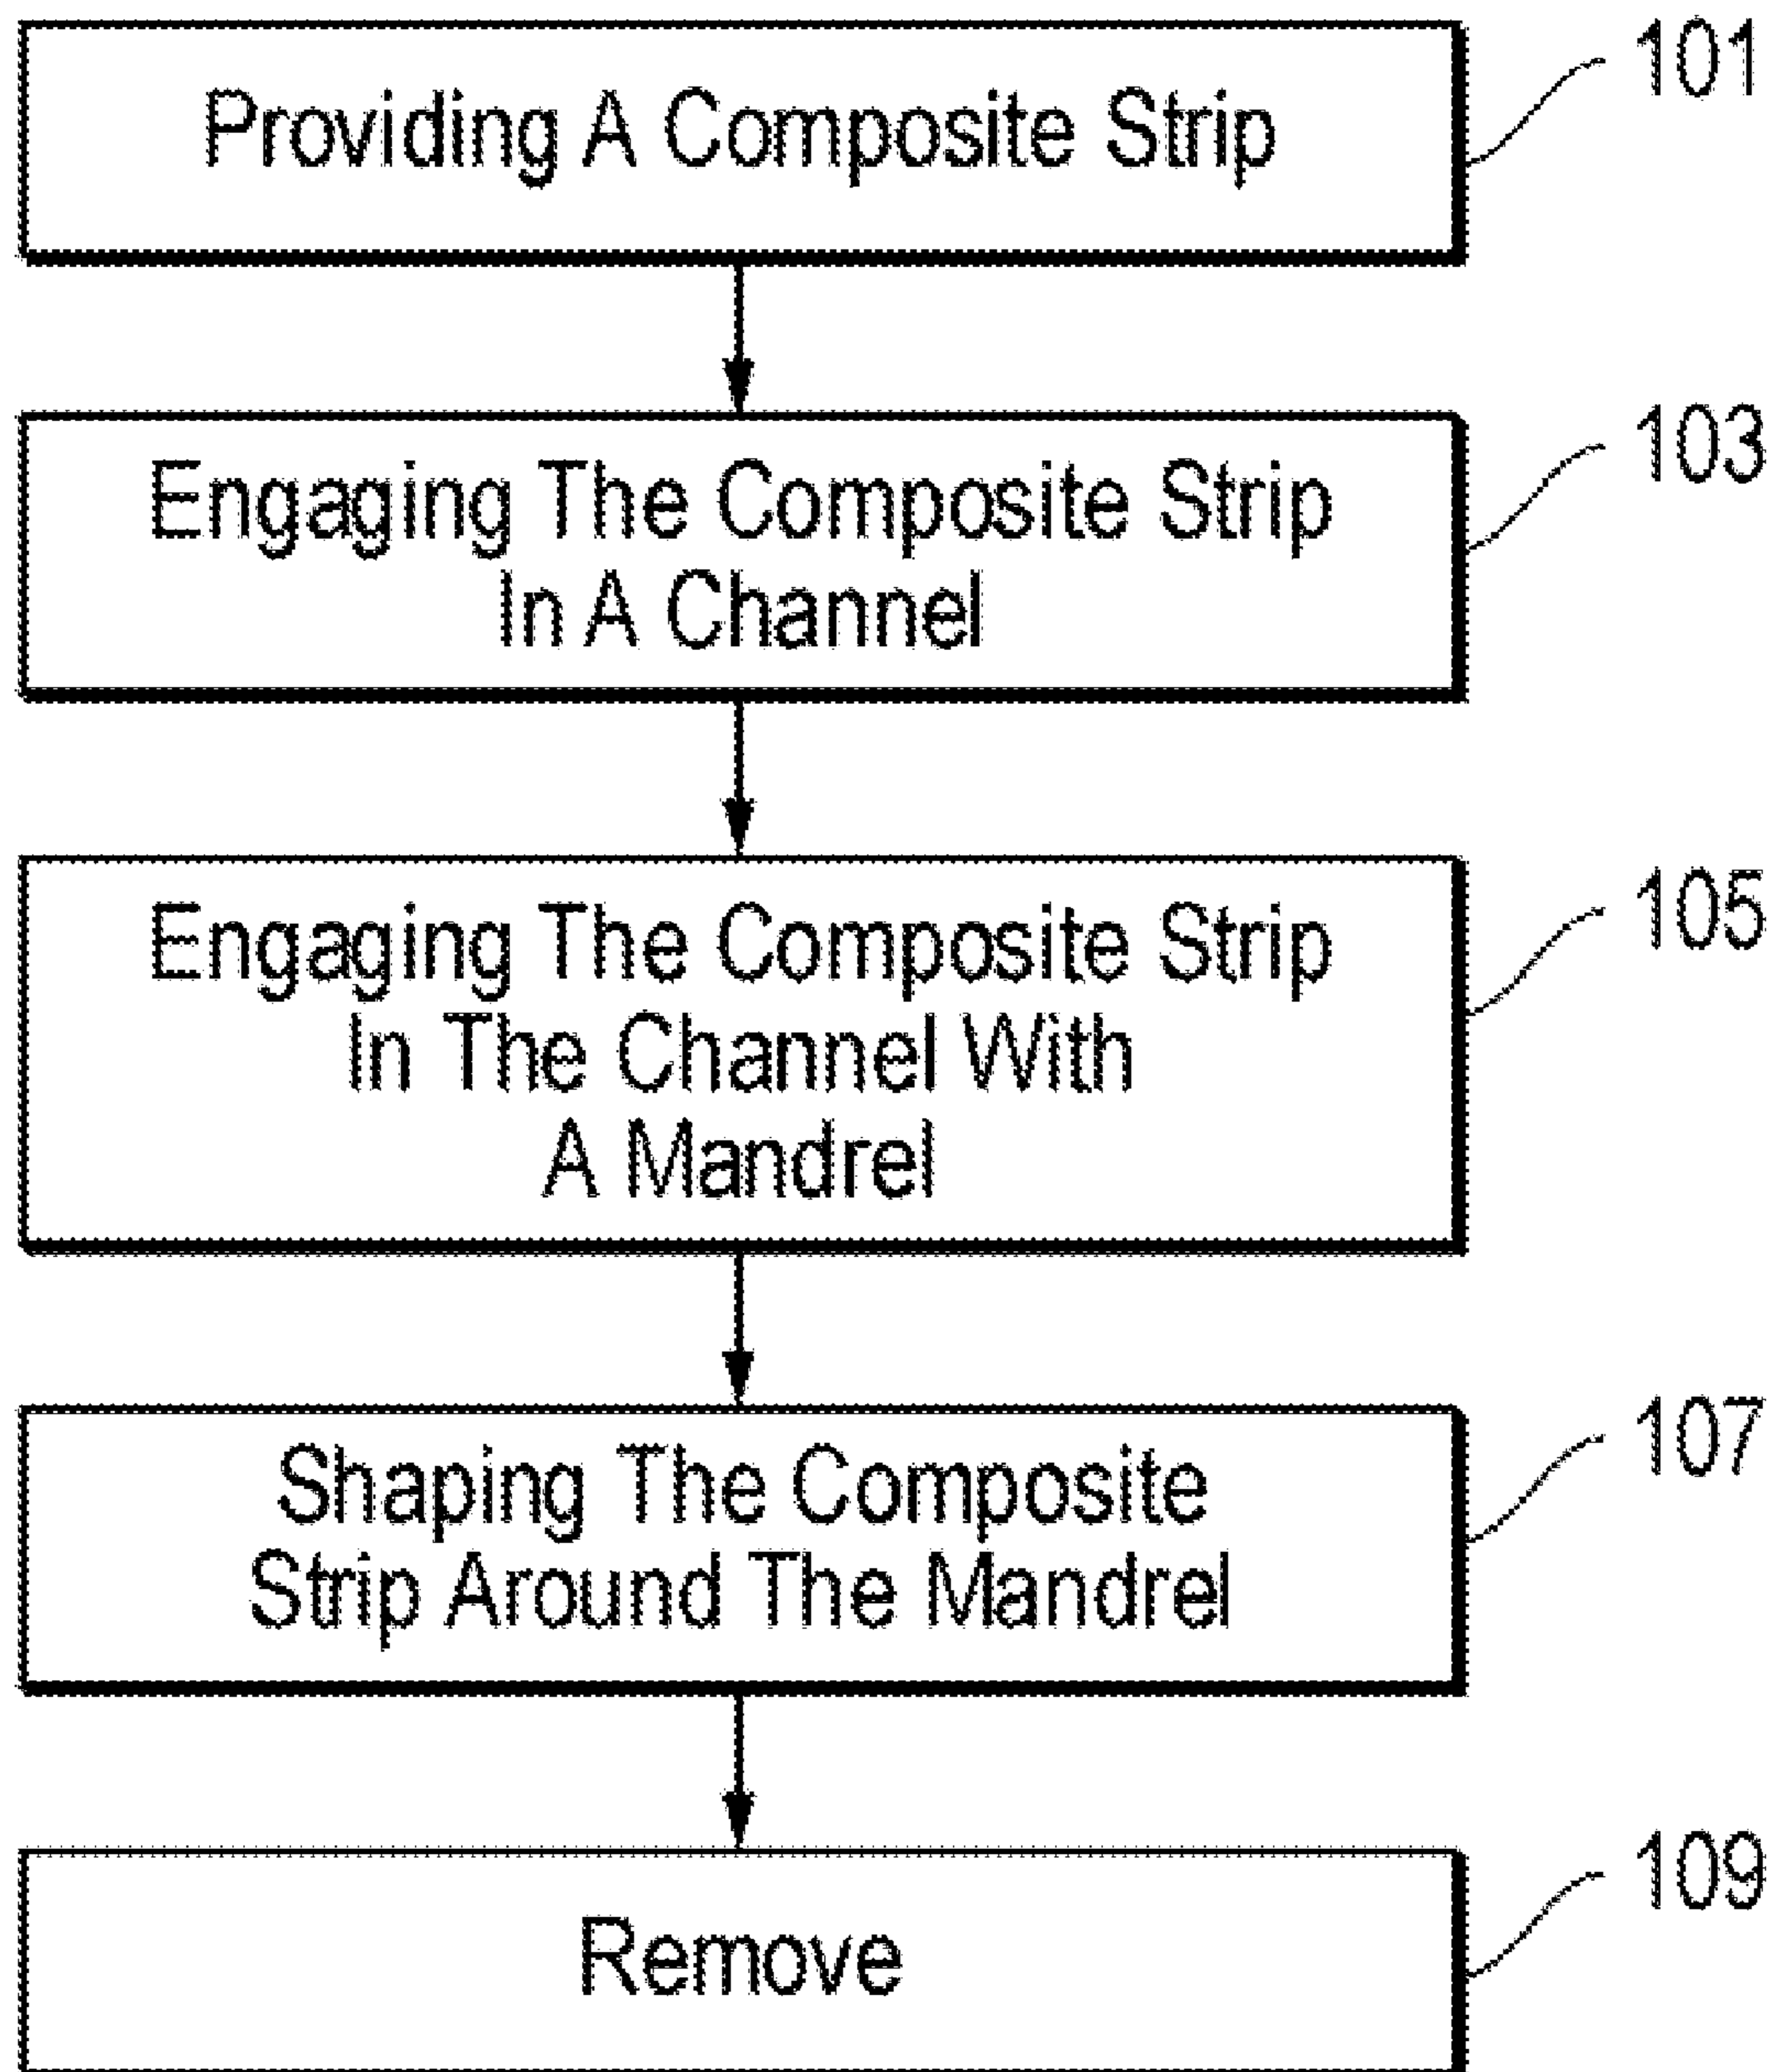 Providing A Composite Strip
101
Engaging The Composite Strip
In A Channel
103
Engaging The Composite Strip
In The Channel With
A Mandrel
105
Shaping The Composite
Strip Around The Mandrel
107
Remove
109